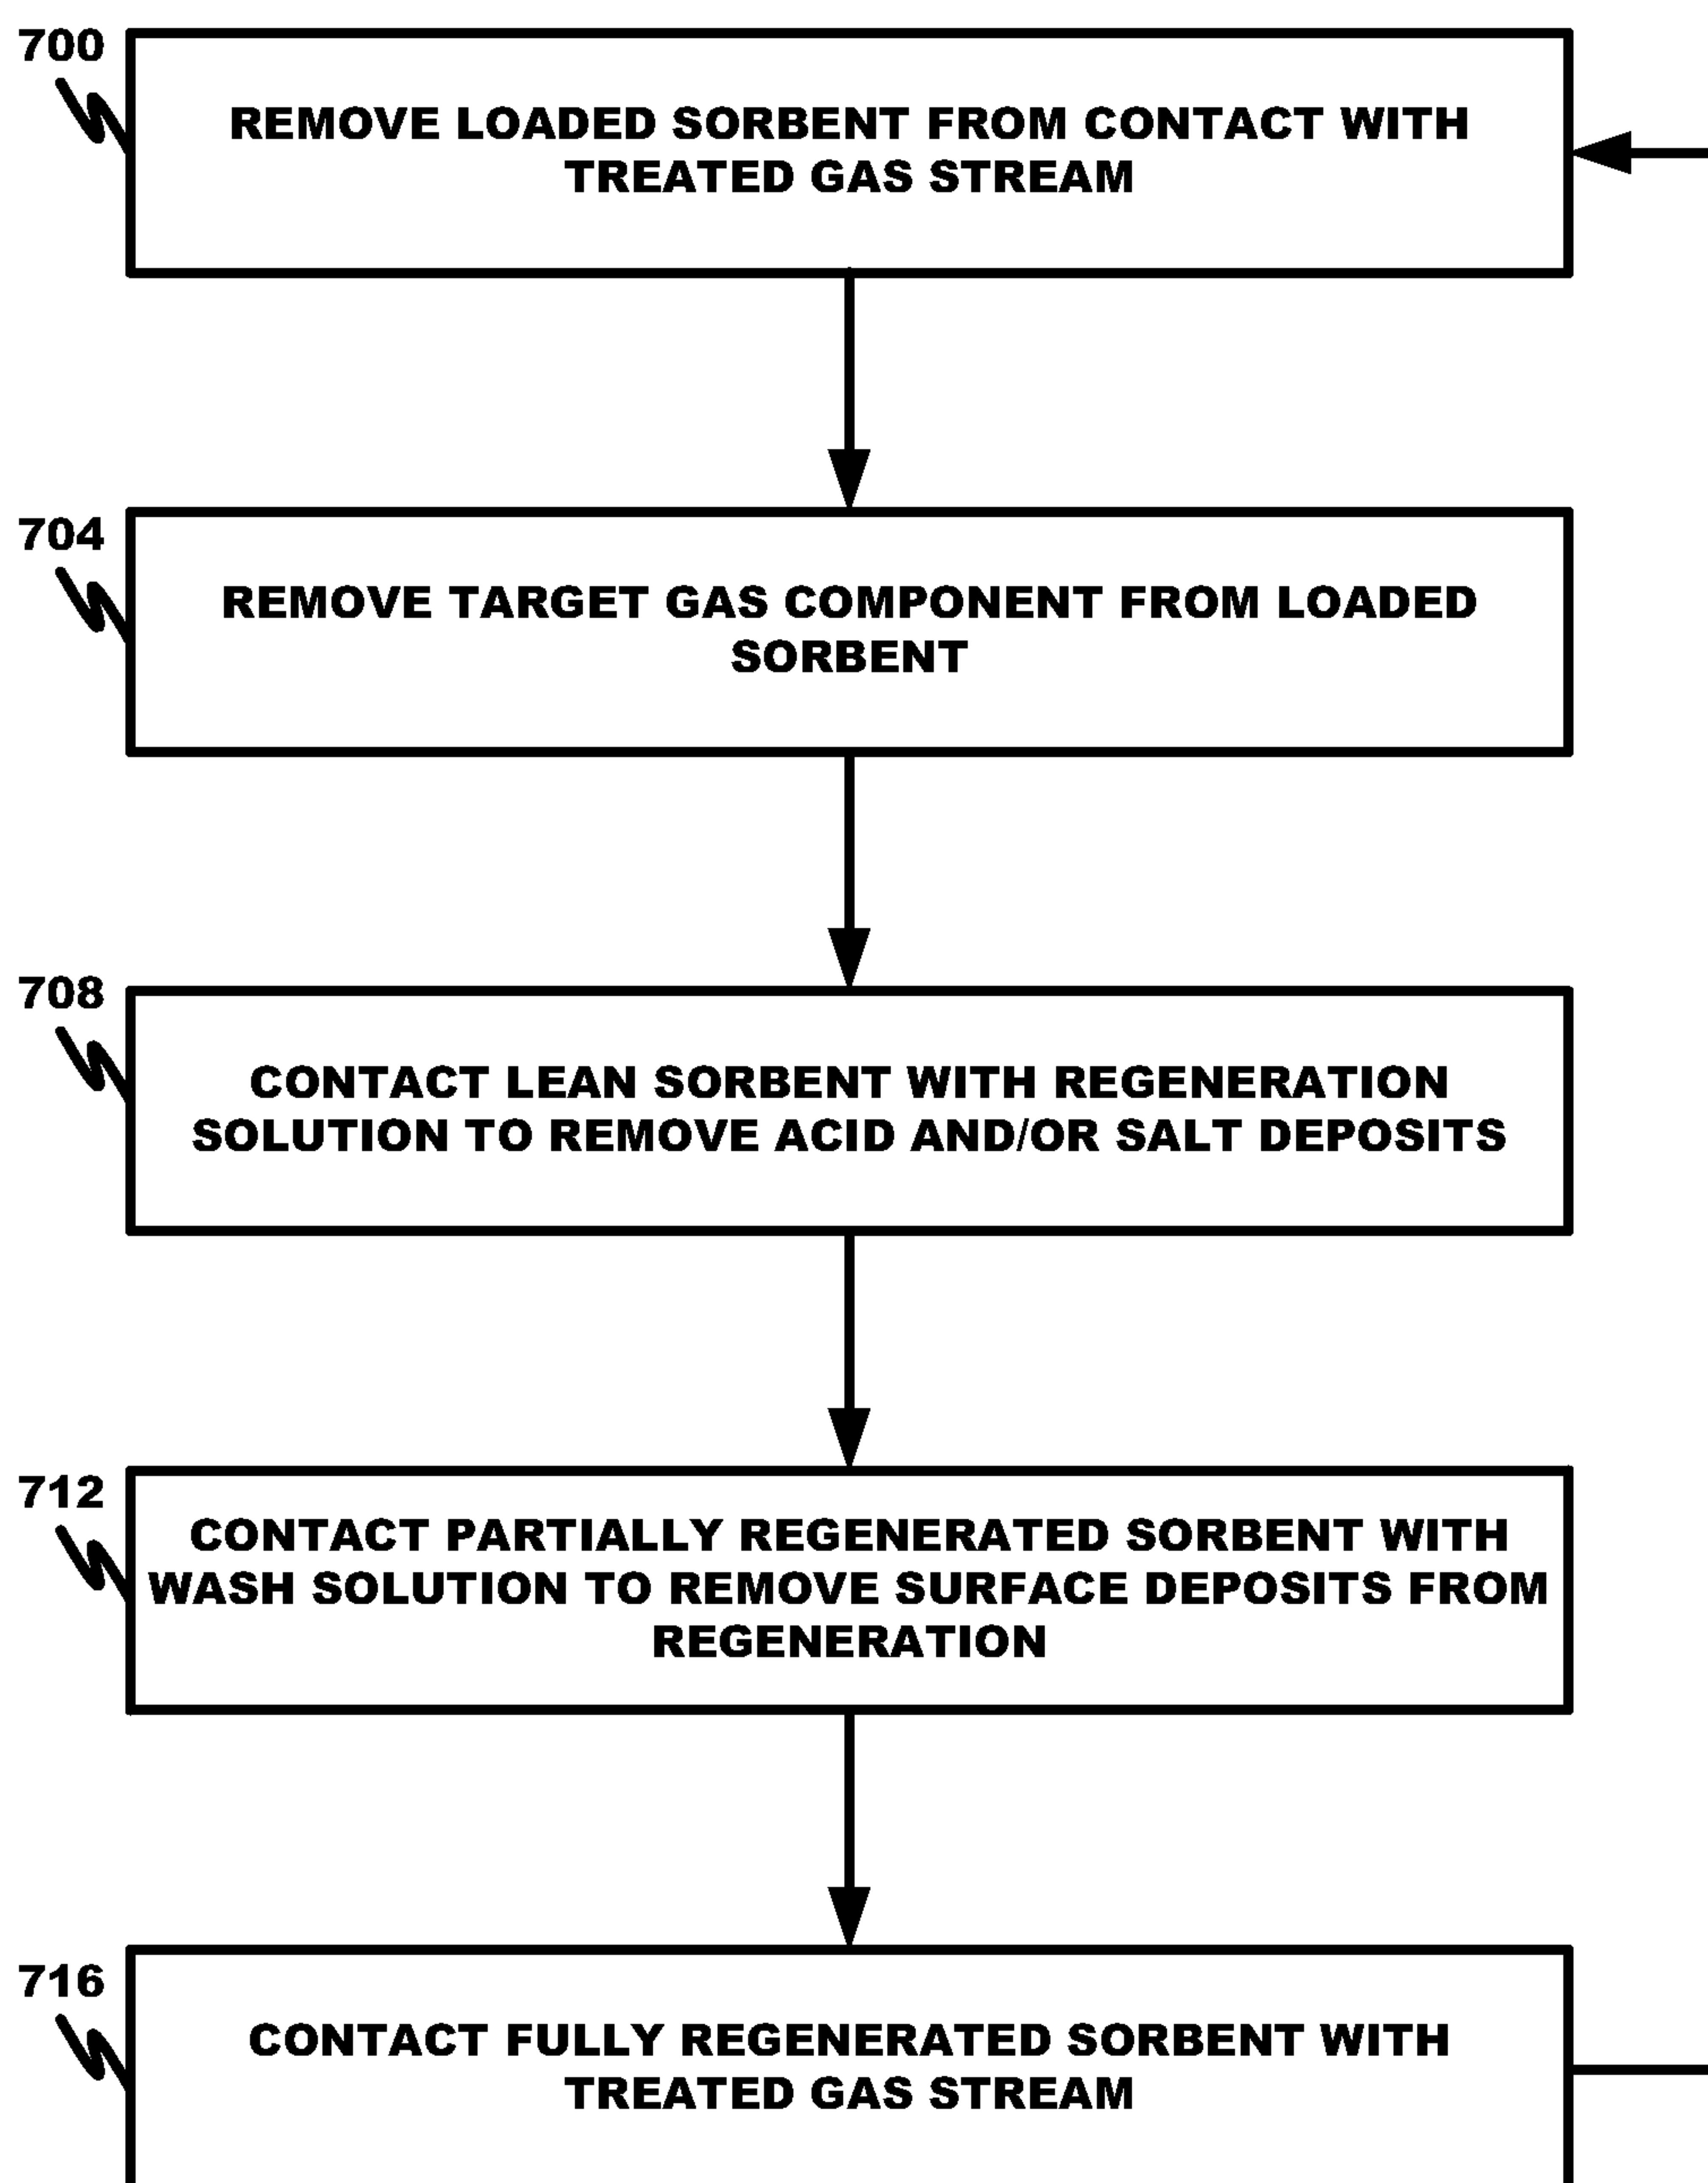 700
REMOVE LOADED SORBENT FROM CONTACT WITH
TREATED GAS STREAM
704
REMOVE TARGET GAS COMPONENT FROM LOADED
SORBENT
708
CONTACT LEAN SORBENT WITH REGENERATION
SOLUTION TO REMOVE ACID AND/OR SALT DEPOSITS
712
CONTACT PARTIALLY REGENERATED SORBENT WITH
WASH SOLUTION TO REMOVE SURFACE DEPOSITS FROM
REGENERATION
716
CONTACT FULLY REGENERATED SORBENT WITH
TREATED GAS STREAM